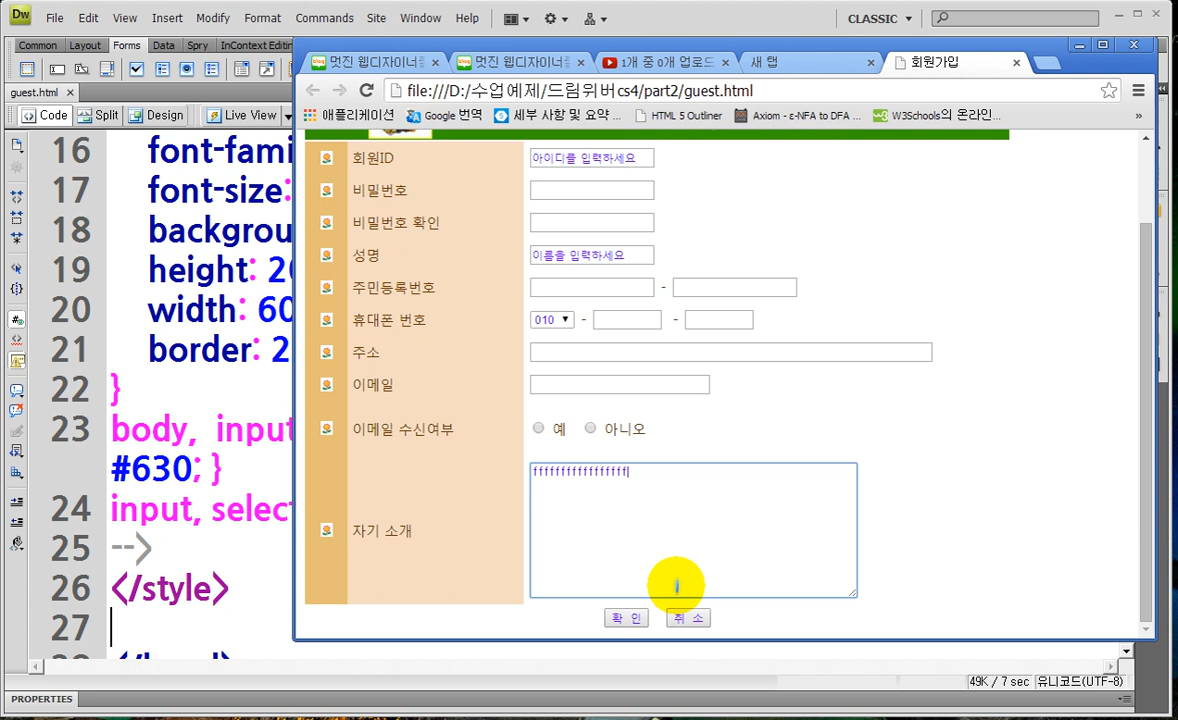 Dw File Edit View Insert Modify Format Commands Site Window Help CLASSIC
Common Layout Forms Data Spry InContext Editin
멋진 웹디자이너를 멋진 웹디자이너를 1개 중 0개 업로드 새 탭 회원가입
guest.html
file:///D:/수업예제/드림위버cs4/part2/guest.html
Code Split Design Live View
애플리케이션 Google 번역 세부 사항 및 요약 ... HTML 5 Outliner Axiom - ε-NFA to DFA ... W3Schools의 온라인... »
16 font-fami
17 font-size:
18 backgrou
19 height: 20
20 width: 60
21 border: 2
22 }
23 body, input
#630; }
24 input, select
25 -->
26 </style>
27
회원ID 아이디를 입력하세요
비밀번호
비밀번호 확인
성명 이름을 입력하세요
주민등록번호 -
휴대폰 번호 010 - -
주소
이메일
이메일 수신여부 예 아니오
자기 소개 fffffffffffffffff
확 인 취 소
49K / 7 sec 유니코드(UTF-8)
PROPERTIES